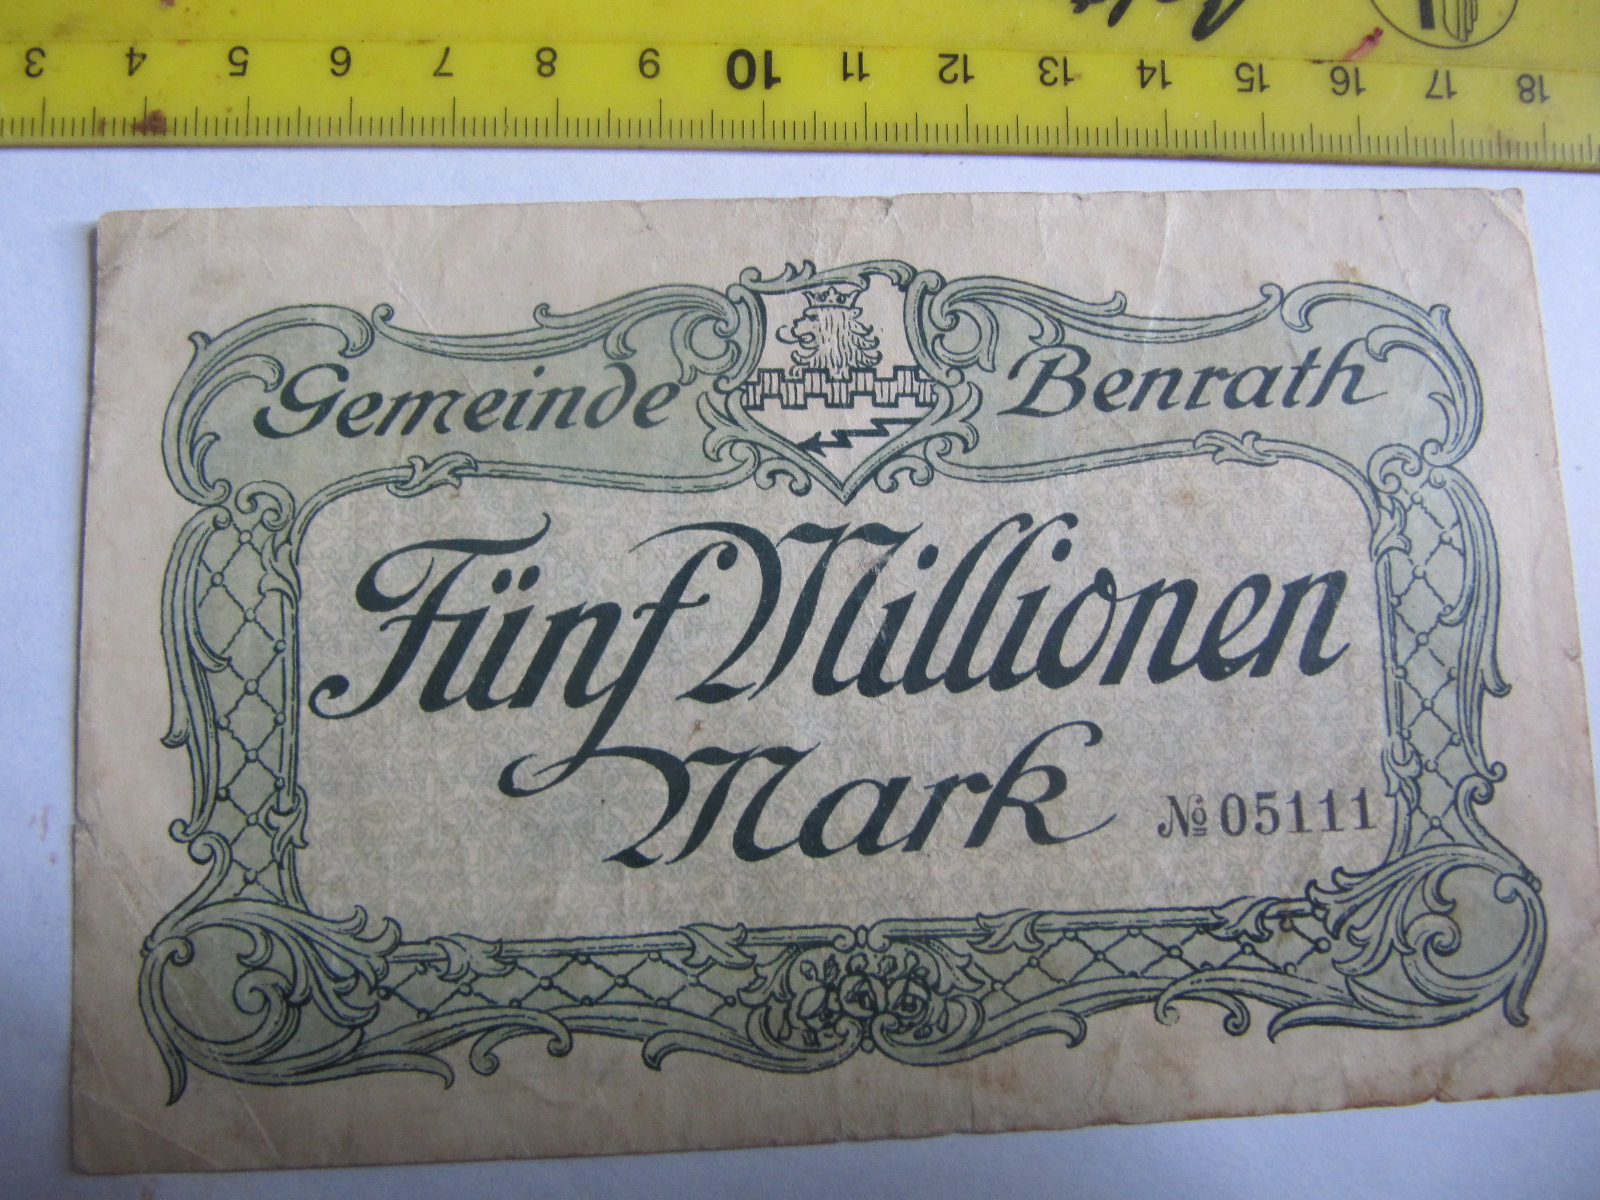 3 4 5 6 7 8 9 10 11 12 13 14 15 16 17 18
Gemeinde Benrath
Fünf Millionen
Mark
№ 05111